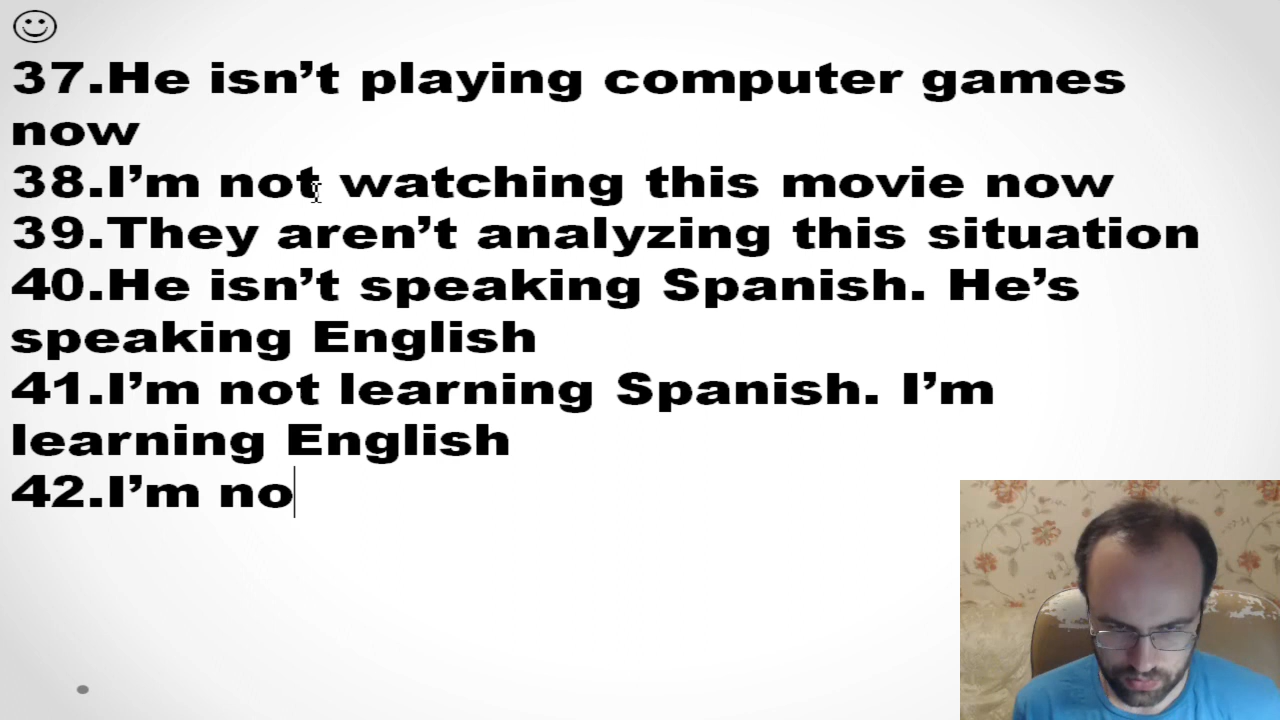 37.He isn’t playing computer games
now
38.I’m not watching this movie now
39.They aren’t analyzing this situation
40.He isn’t speaking Spanish. He’s
speaking English
41.I’m not learning Spanish. I’m
learning English
42.I’m no